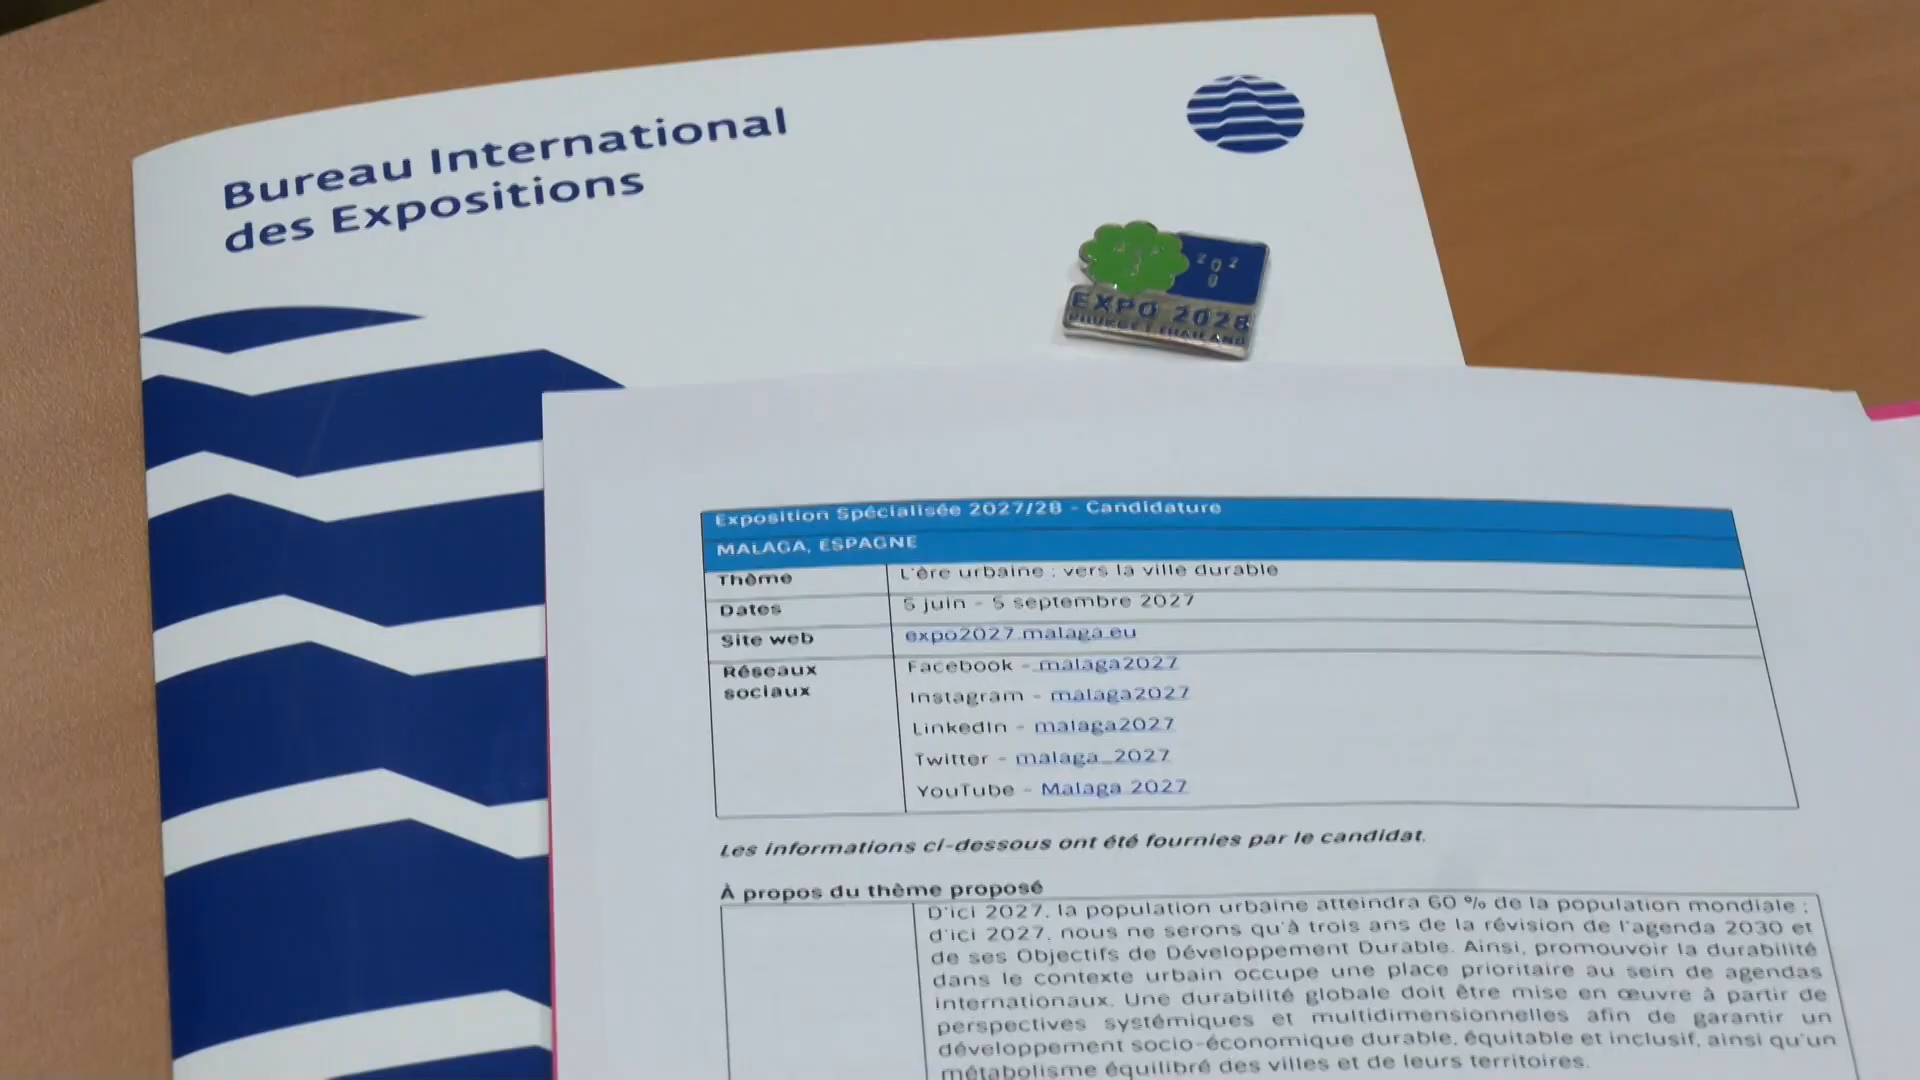 Bureau International
des Expositions
2 0 2
8
EXPO 2028
PHUKET THAILAND
Exposition Spécialisée 2027/28 - Candidature
MALAGA, ESPAGNE
Thème L'ère urbaine : vers la ville durable
Dates 5 juin - 5 septembre 2027
Site web expo2027.malaga.eu
Réseaux sociaux Facebook - malaga2027
Instagram - malaga2027
LinkedIn - malaga2027
Twitter - malaga_2027
YouTube - Malaga 2027
Les informations ci-dessous ont été fournies par le candidat.
À propos du thème proposé
D'ici 2027, la population urbaine atteindra 60 % de la population mondiale ;
d'ici 2027, nous ne serons qu'à trois ans de la révision de l'agenda 2030 et
de ses Objectifs de Développement Durable. Ainsi, promouvoir la durabilité
dans le contexte urbain occupe une place prioritaire au sein de agendas
internationaux. Une durabilité globale doit être mise en œuvre à partir de
perspectives systémiques et multidimensionnelles afin de garantir un
développement socio-économique durable, équitable et inclusif, ainsi qu'un
métabolisme équilibré des villes et de leurs territoires.